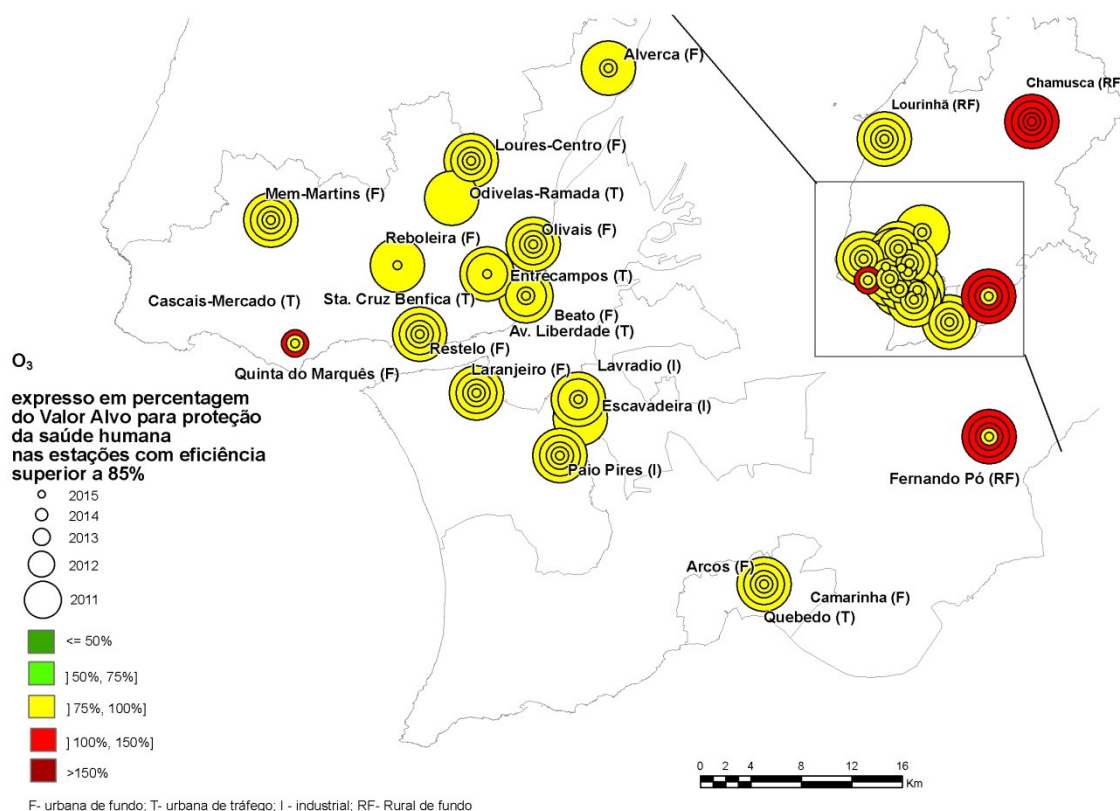 Alverca (F)
Chamusca (RF)
Lourinhã (RF)
Loures-Centro (F)
Mem-Martins (F)
Odivelas-Ramada (T)
Olivais (F)
Reboleira (F)
Entrecampos (T)
Cascais-Mercado (T)
Sta. Cruz Benfica (T)
Beato (F)
Av. Liberdade (T)
Restelo (F)
Quinta do Marquês (F)
Laranjeiro (F)
Lavradio (I)
Escavadeira (I)
Paio Pires (I)
Fernando Pó (RF)
Arcos (F)
Camarinha (F)
Quebedo (T)
O3
expresso em percentagem
do Valor Alvo para proteção
da saúde humana
nas estações com eficiência
superior a 85%
2015
2014
2013
2012
2011
<= 50%
] 50%, 75%]
] 75%, 100%]
] 100%, 150%]
>150%
0 2 4 8 12 16
Km
F- urbana de fundo; T- urbana de tráfego; I - industrial; RF- Rural de fundo